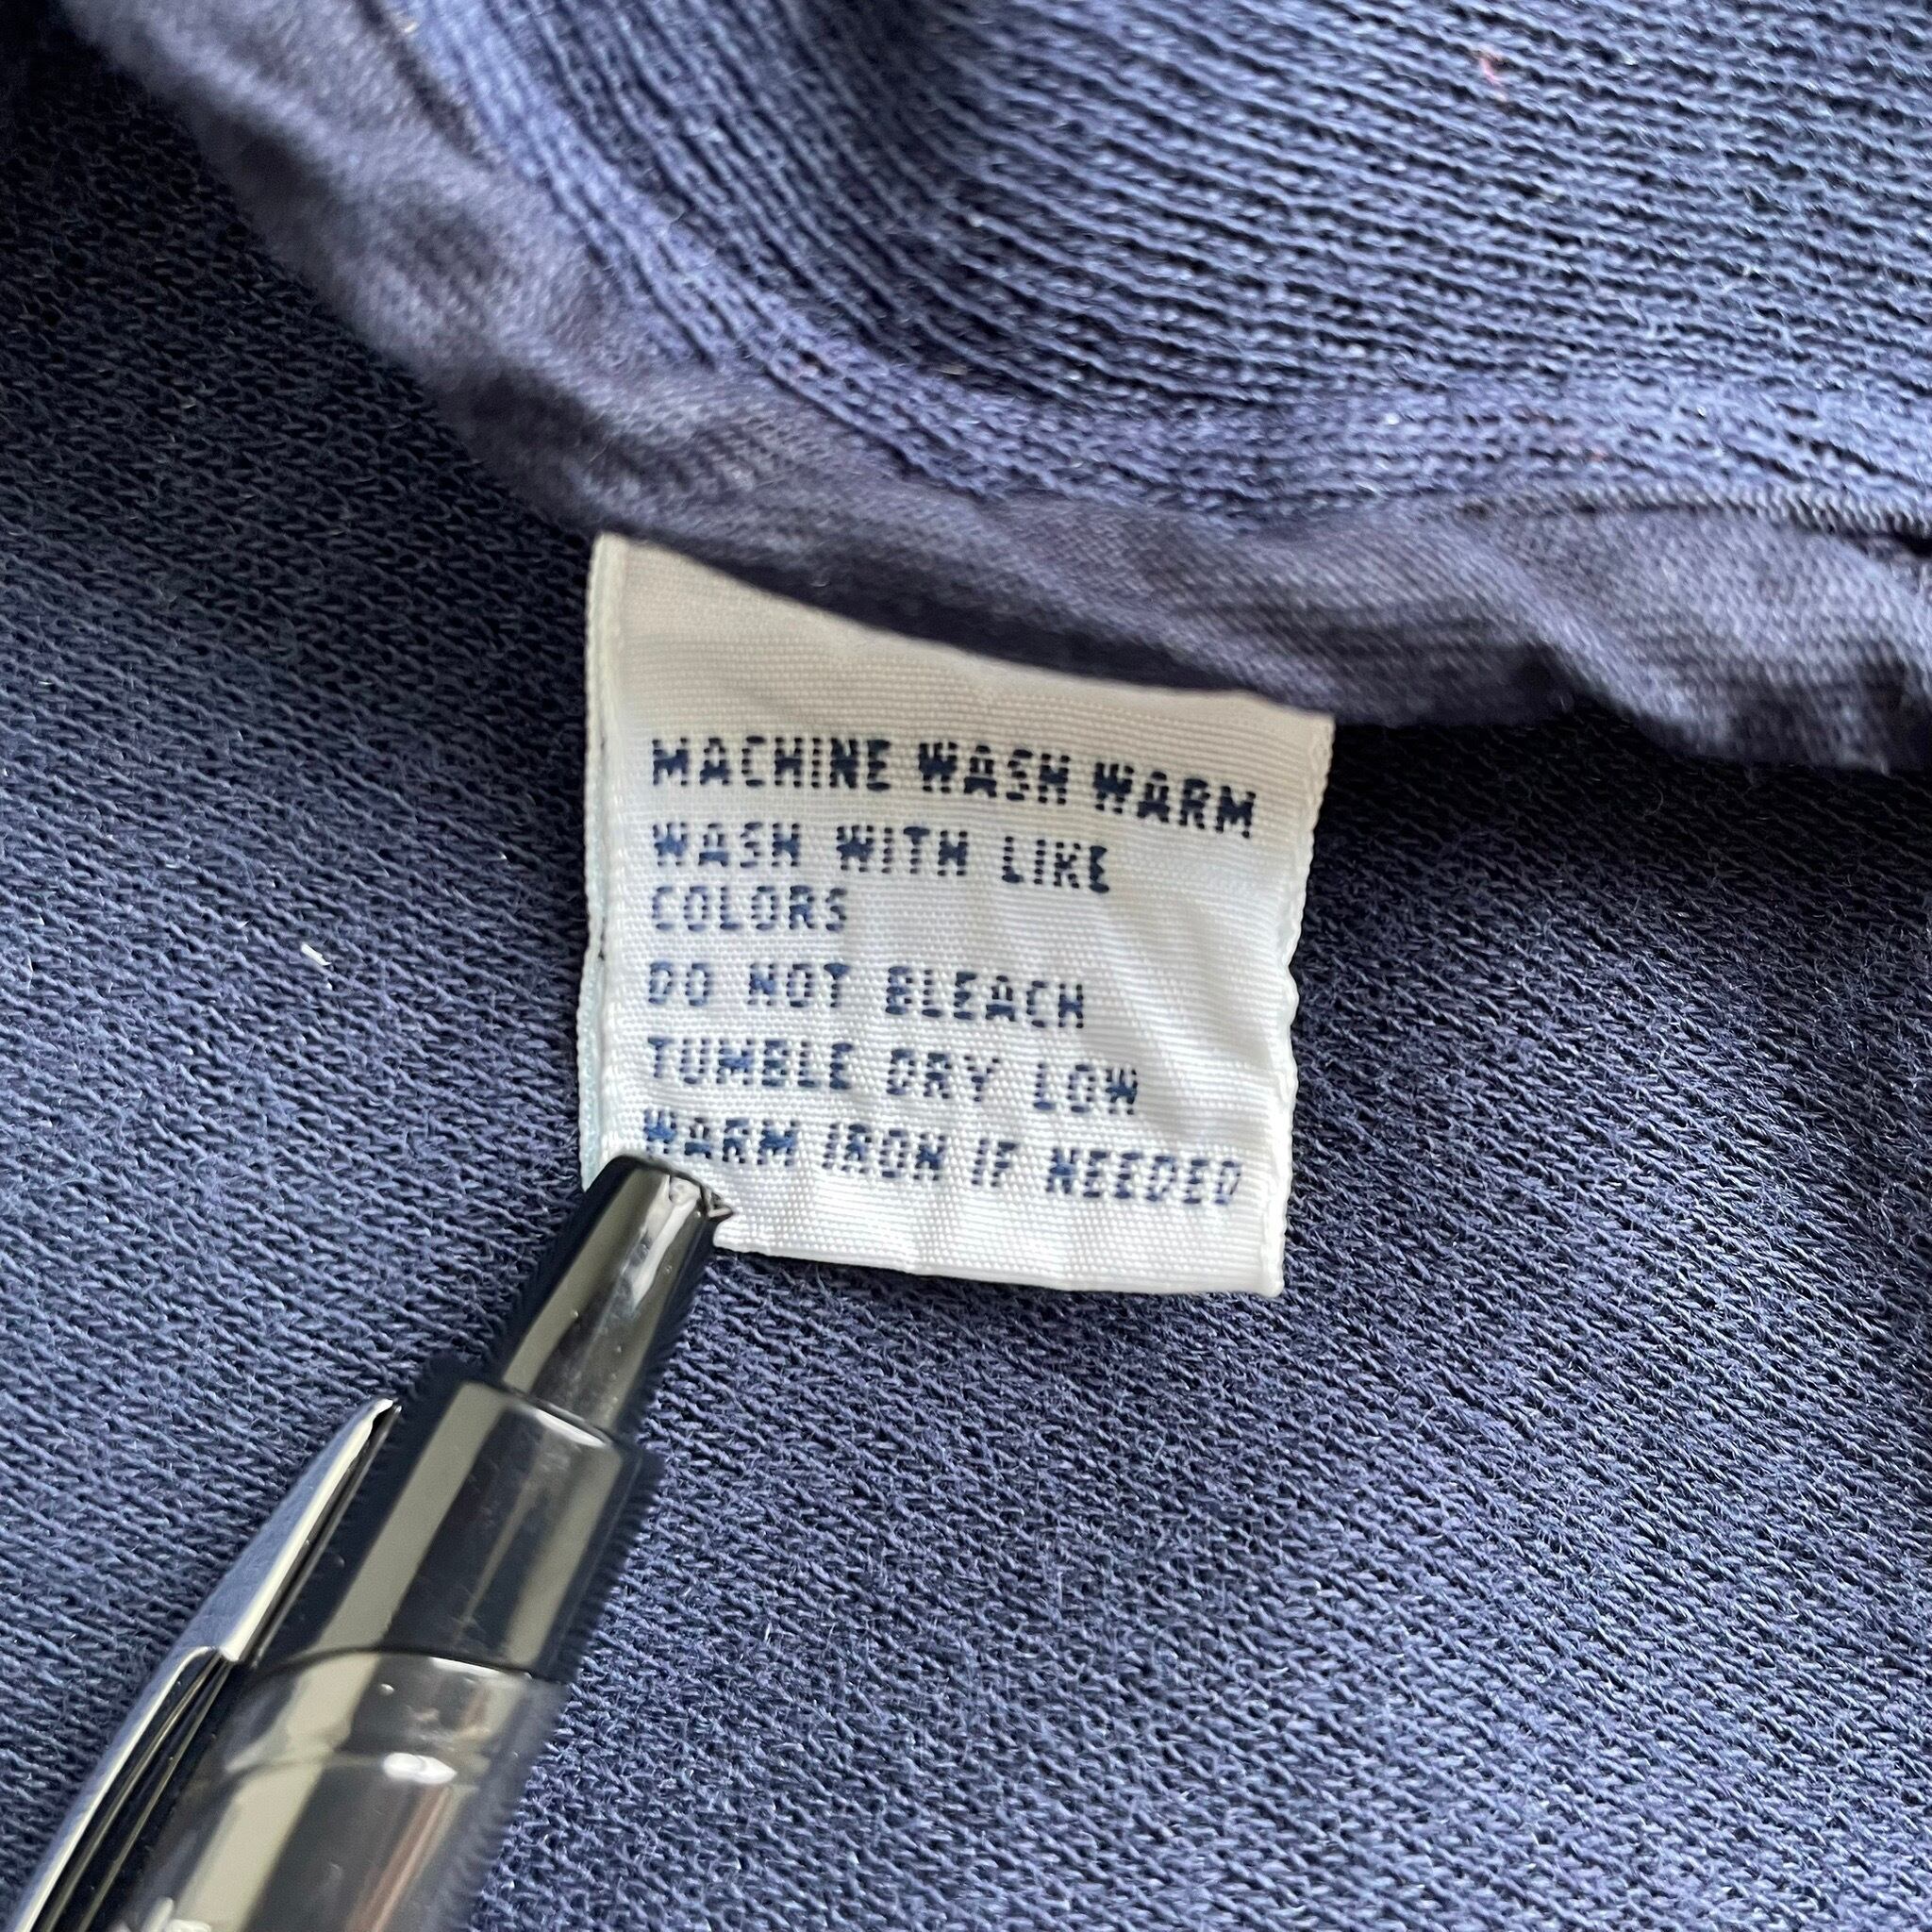 MACHINE WASH WARM
WASH WITH LIKE
COLORS
DO NOT BLEACH
TUMBLE DRY LOW
WARM IRON IF NEEDED